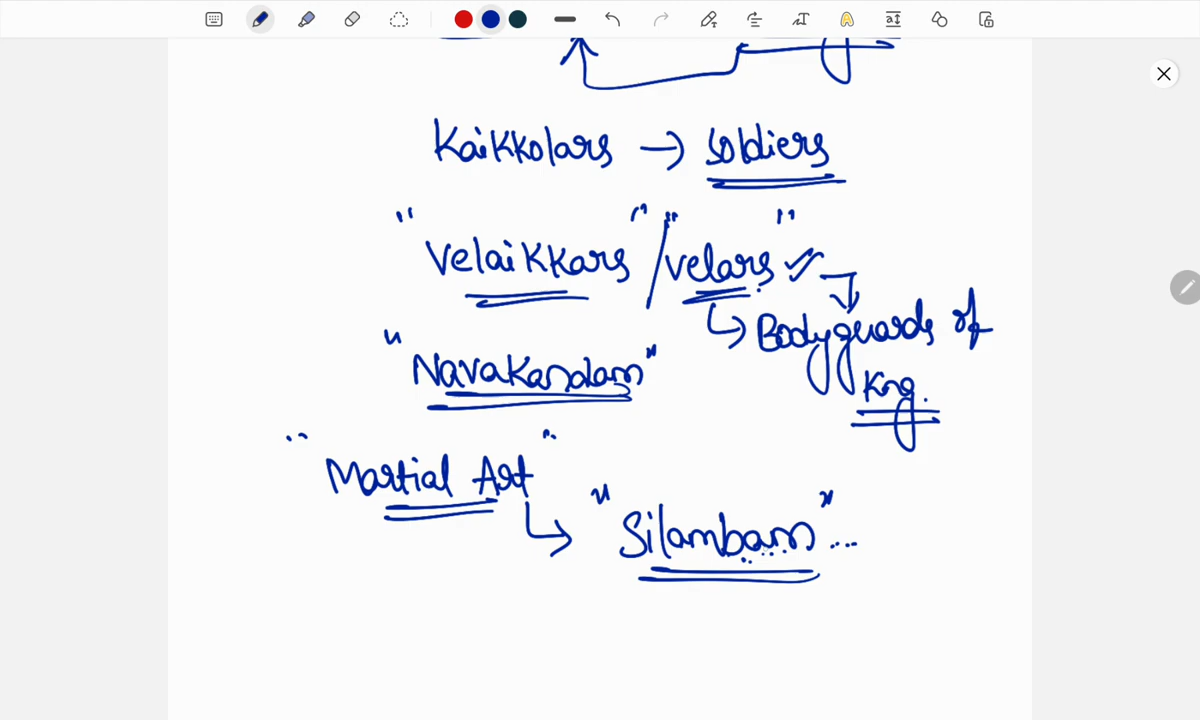 Kaikkolars → Soldiers
"Velaikkars" / "Velars"
Bodyguards of
King.
"Navakandam"
"Martial Art"
"Silambam" ...